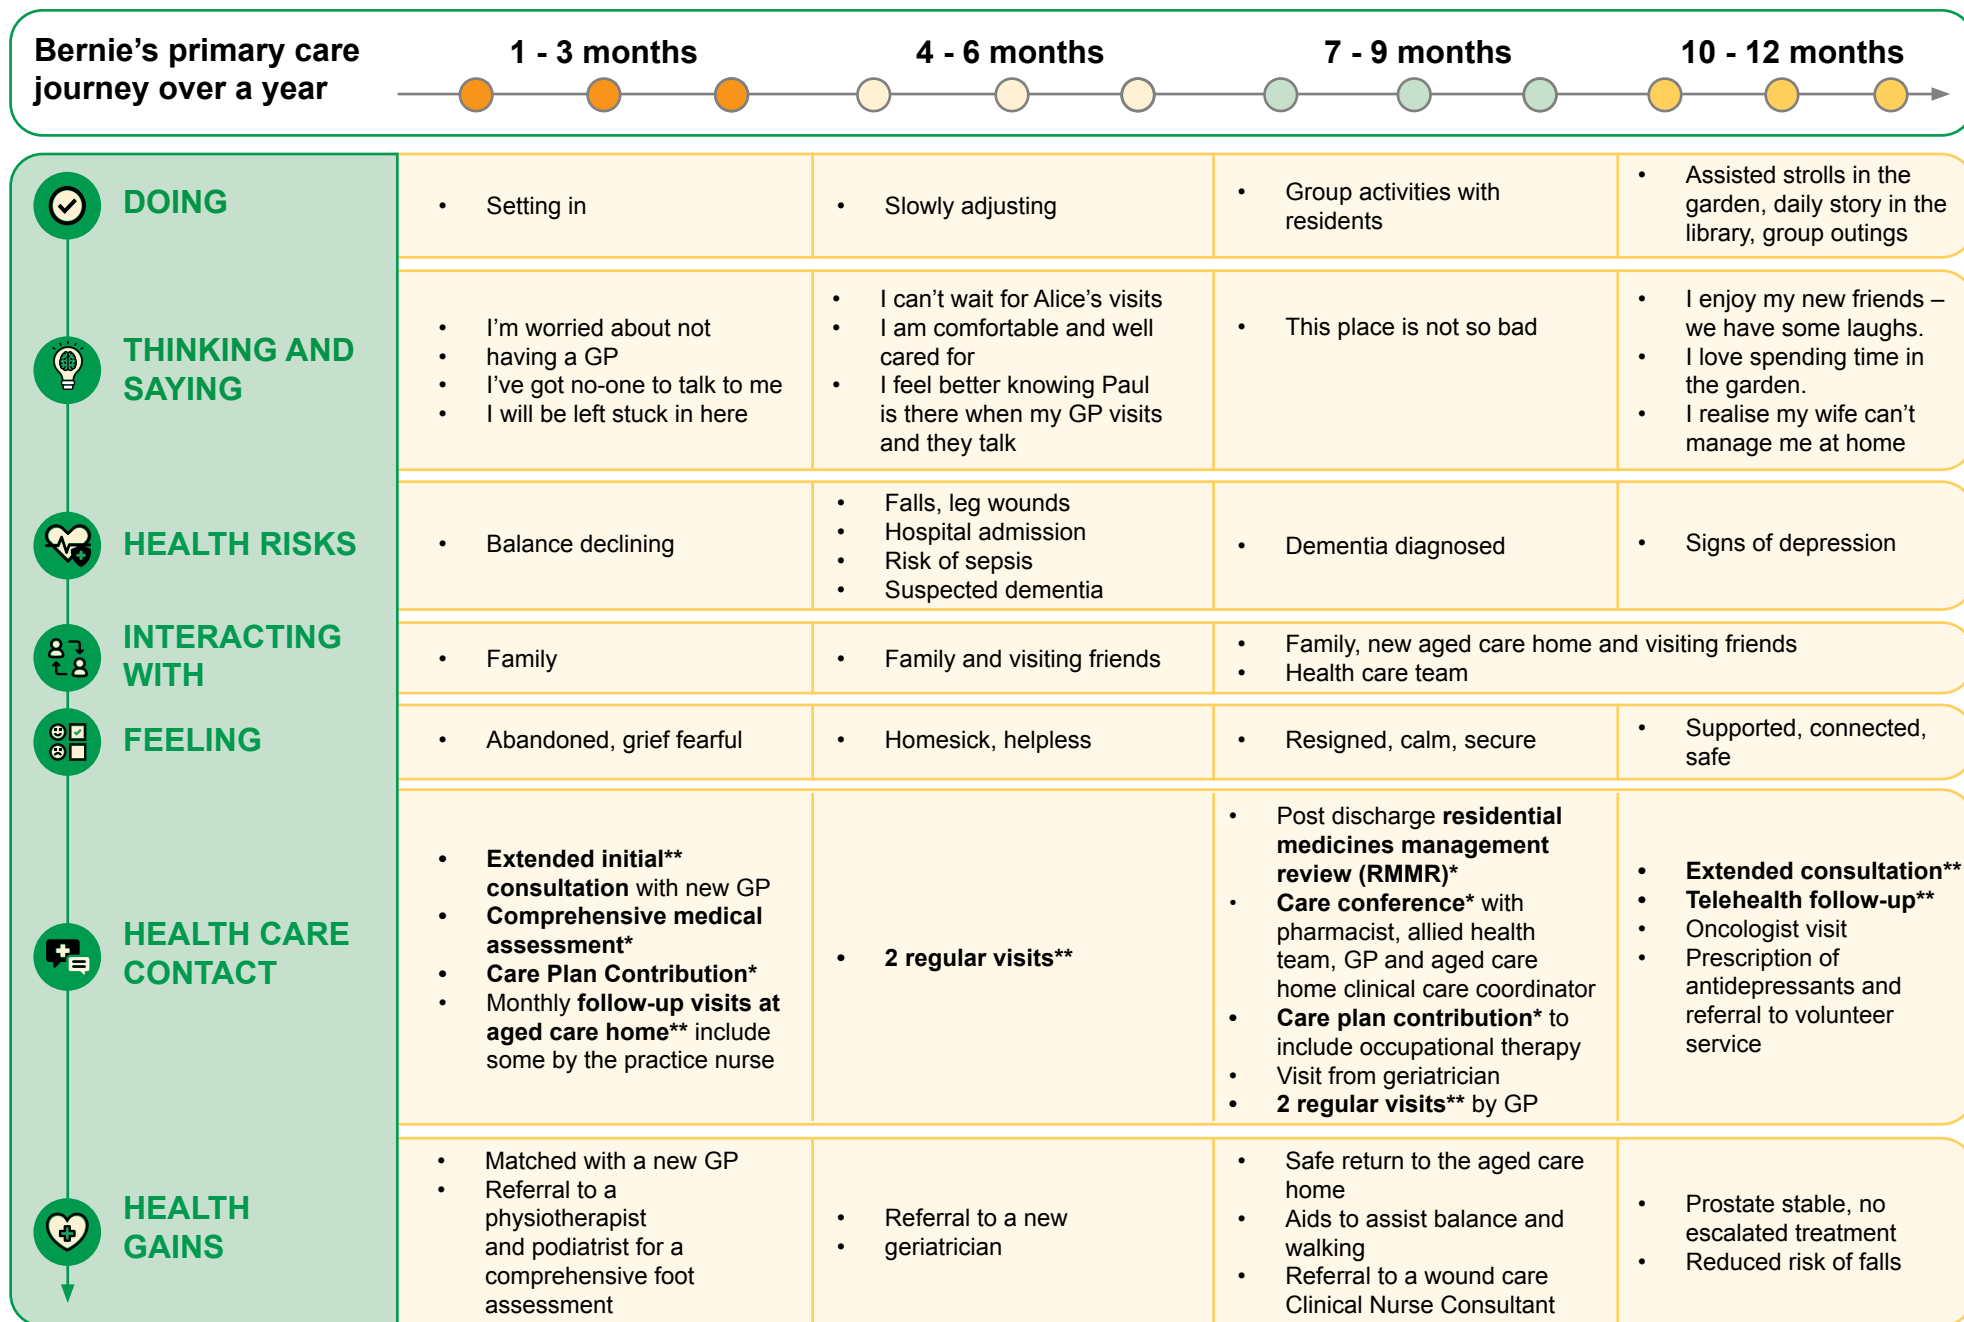 Bernie's primary care
journey over a year
1 - 3 months
4 - 6 months
7 - 9 months
10 - 12 months
DOING
• Setting in
• Slowly adjusting
• Group activities with
residents
• Assisted strolls in the
garden, daily story in the
library, group outings
THINKING AND
SAYING
• I'm worried about not
• having a GP
• I've got no-one to talk to me
• I will be left stuck in here
• I can't wait for Alice's visits
• I am comfortable and well
cared for
• I feel better knowing Paul
is there when my GP visits
and they talk
• This place is not so bad
• I enjoy my new friends –
we have some laughs.
• I love spending time in
the garden.
• I realise my wife can't
manage me at home
HEALTH RISKS
• Balance declining
• Falls, leg wounds
• Hospital admission
• Risk of sepsis
• Suspected dementia
• Dementia diagnosed
• Signs of depression
INTERACTING
WITH
• Family
• Family and visiting friends
• Family, new aged care home and visiting friends
• Health care team
FEELING
• Abandoned, grief fearful
• Homesick, helpless
• Resigned, calm, secure
• Supported, connected,
safe
HEALTH CARE
CONTACT
• Extended initial**
consultation with new GP
• Comprehensive medical
assessment*
• Care Plan Contribution*
• Monthly follow-up visits at
aged care home** include
some by the practice nurse
• 2 regular visits**
• Post discharge residential
medicines management
review (RMMR)*
• Care conference* with
pharmacist, allied health
team, GP and aged care
home clinical care coordinator
• Care plan contribution* to
include occupational therapy
• Visit from geriatrician
• 2 regular visits** by GP
• Extended consultation**
• Telehealth follow-up**
• Oncologist visit
• Prescription of
antidepressants and
referral to volunteer
service
HEALTH
GAINS
• Matched with a new GP
• Referral to a
physiotherapist
and podiatrist for a
comprehensive foot
assessment
• Referral to a new
• geriatrician
• Safe return to the aged care
home
• Aids to assist balance and
walking
• Referral to a wound care
Clinical Nurse Consultant
• Prostate stable, no
escalated treatment
• Reduced risk of falls